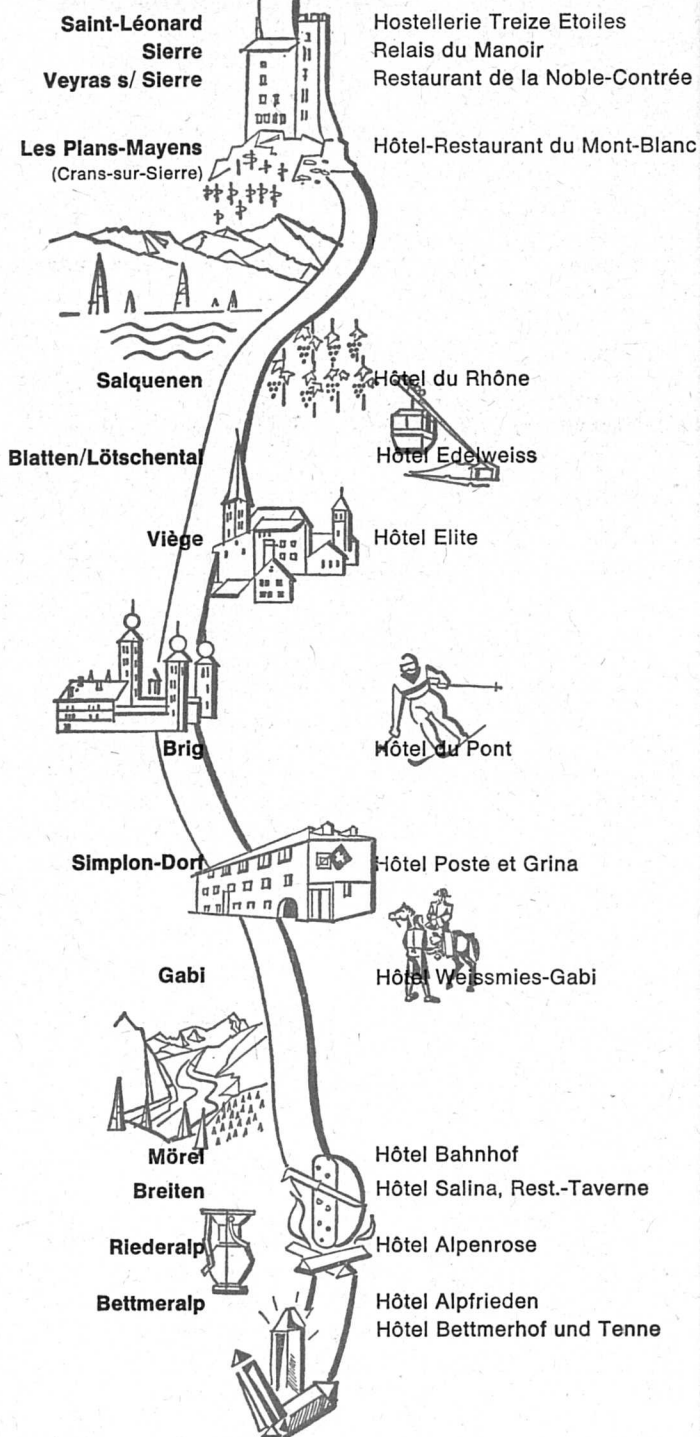 Saint-Léonard Hostellerie Treize Etoiles
Sierre Relais du Manoir
Veyras s/ Sierre Restaurant de la Noble-Contrée
Les Plans-Mayens Hôtel-Restaurant du Mont-Blanc
(Crans-sur-Sierre)
Salquenen Hôtel du Rhône
Blatten/Lötschental Hôtel Edelweiss
Viège Hôtel Elite
Brig Hôtel du Pont
Simplon-Dorf Hôtel Poste et Grina
Gabi Hôtel Weissmies-Gabi
Mörel Hôtel Bahnhof
Breiten Hôtel Salina, Rest.-Taverne
Riederalp Hôtel Alpenrose
Bettmeralp Hôtel Alpfrieden
Hôtel Bettmerhof und Tenne